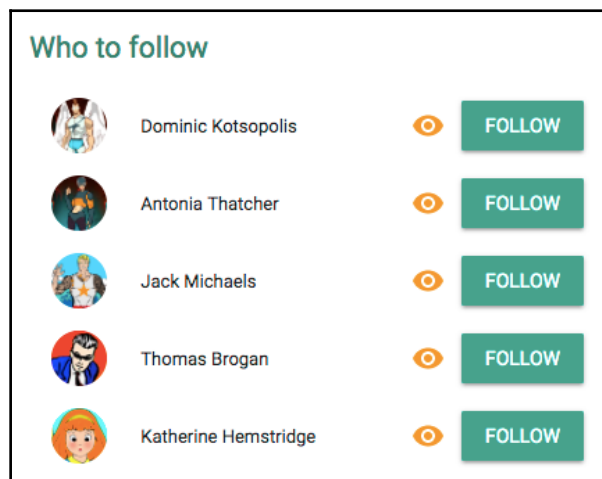 Who to follow
Dominic Kotsopolis FOLLOW
Antonia Thatcher FOLLOW
Jack Michaels FOLLOW
Thomas Brogan FOLLOW
Katherine Hemstridge FOLLOW